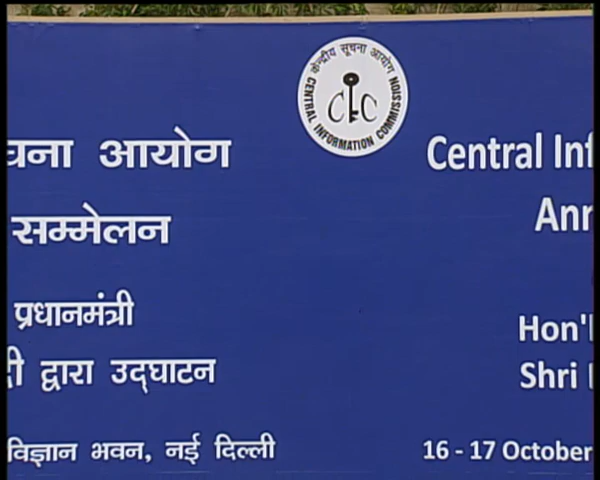 केन्द्रीय सूचना आयोग
CIC
CENTRAL INFORMATION COMMISSION
चना आयोग
Central Inf
सम्मेलन
Ann
प्रधानमंत्री
Hon'
दी द्वारा उद्घाटन
Shri
विज्ञान भवन, नई दिल्ली
16 - 17 October